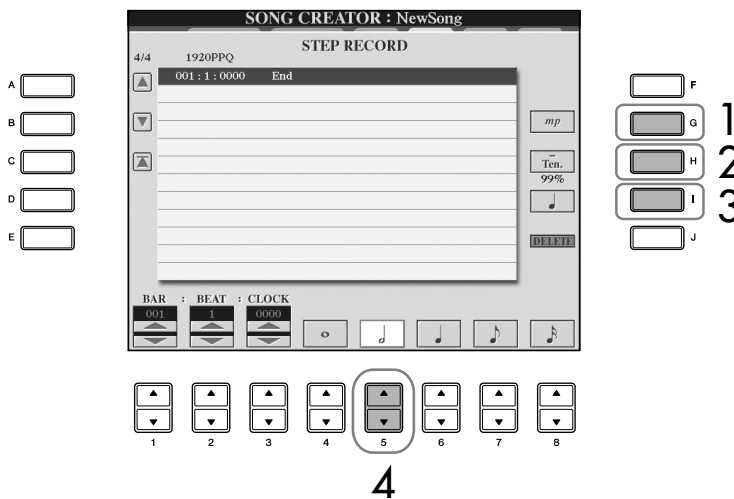 SONG CREATOR : NewSong
STEP RECORD
4/4 1920PPQ
001 : 1 : 0000 End
A
B
C
D
E
mp
Ten.
99%
DELETE
F
G 1
H 2
I 3
J
BAR : BEAT : CLOCK
001 1 0000
1 2 3 4 5 6 7 8
4